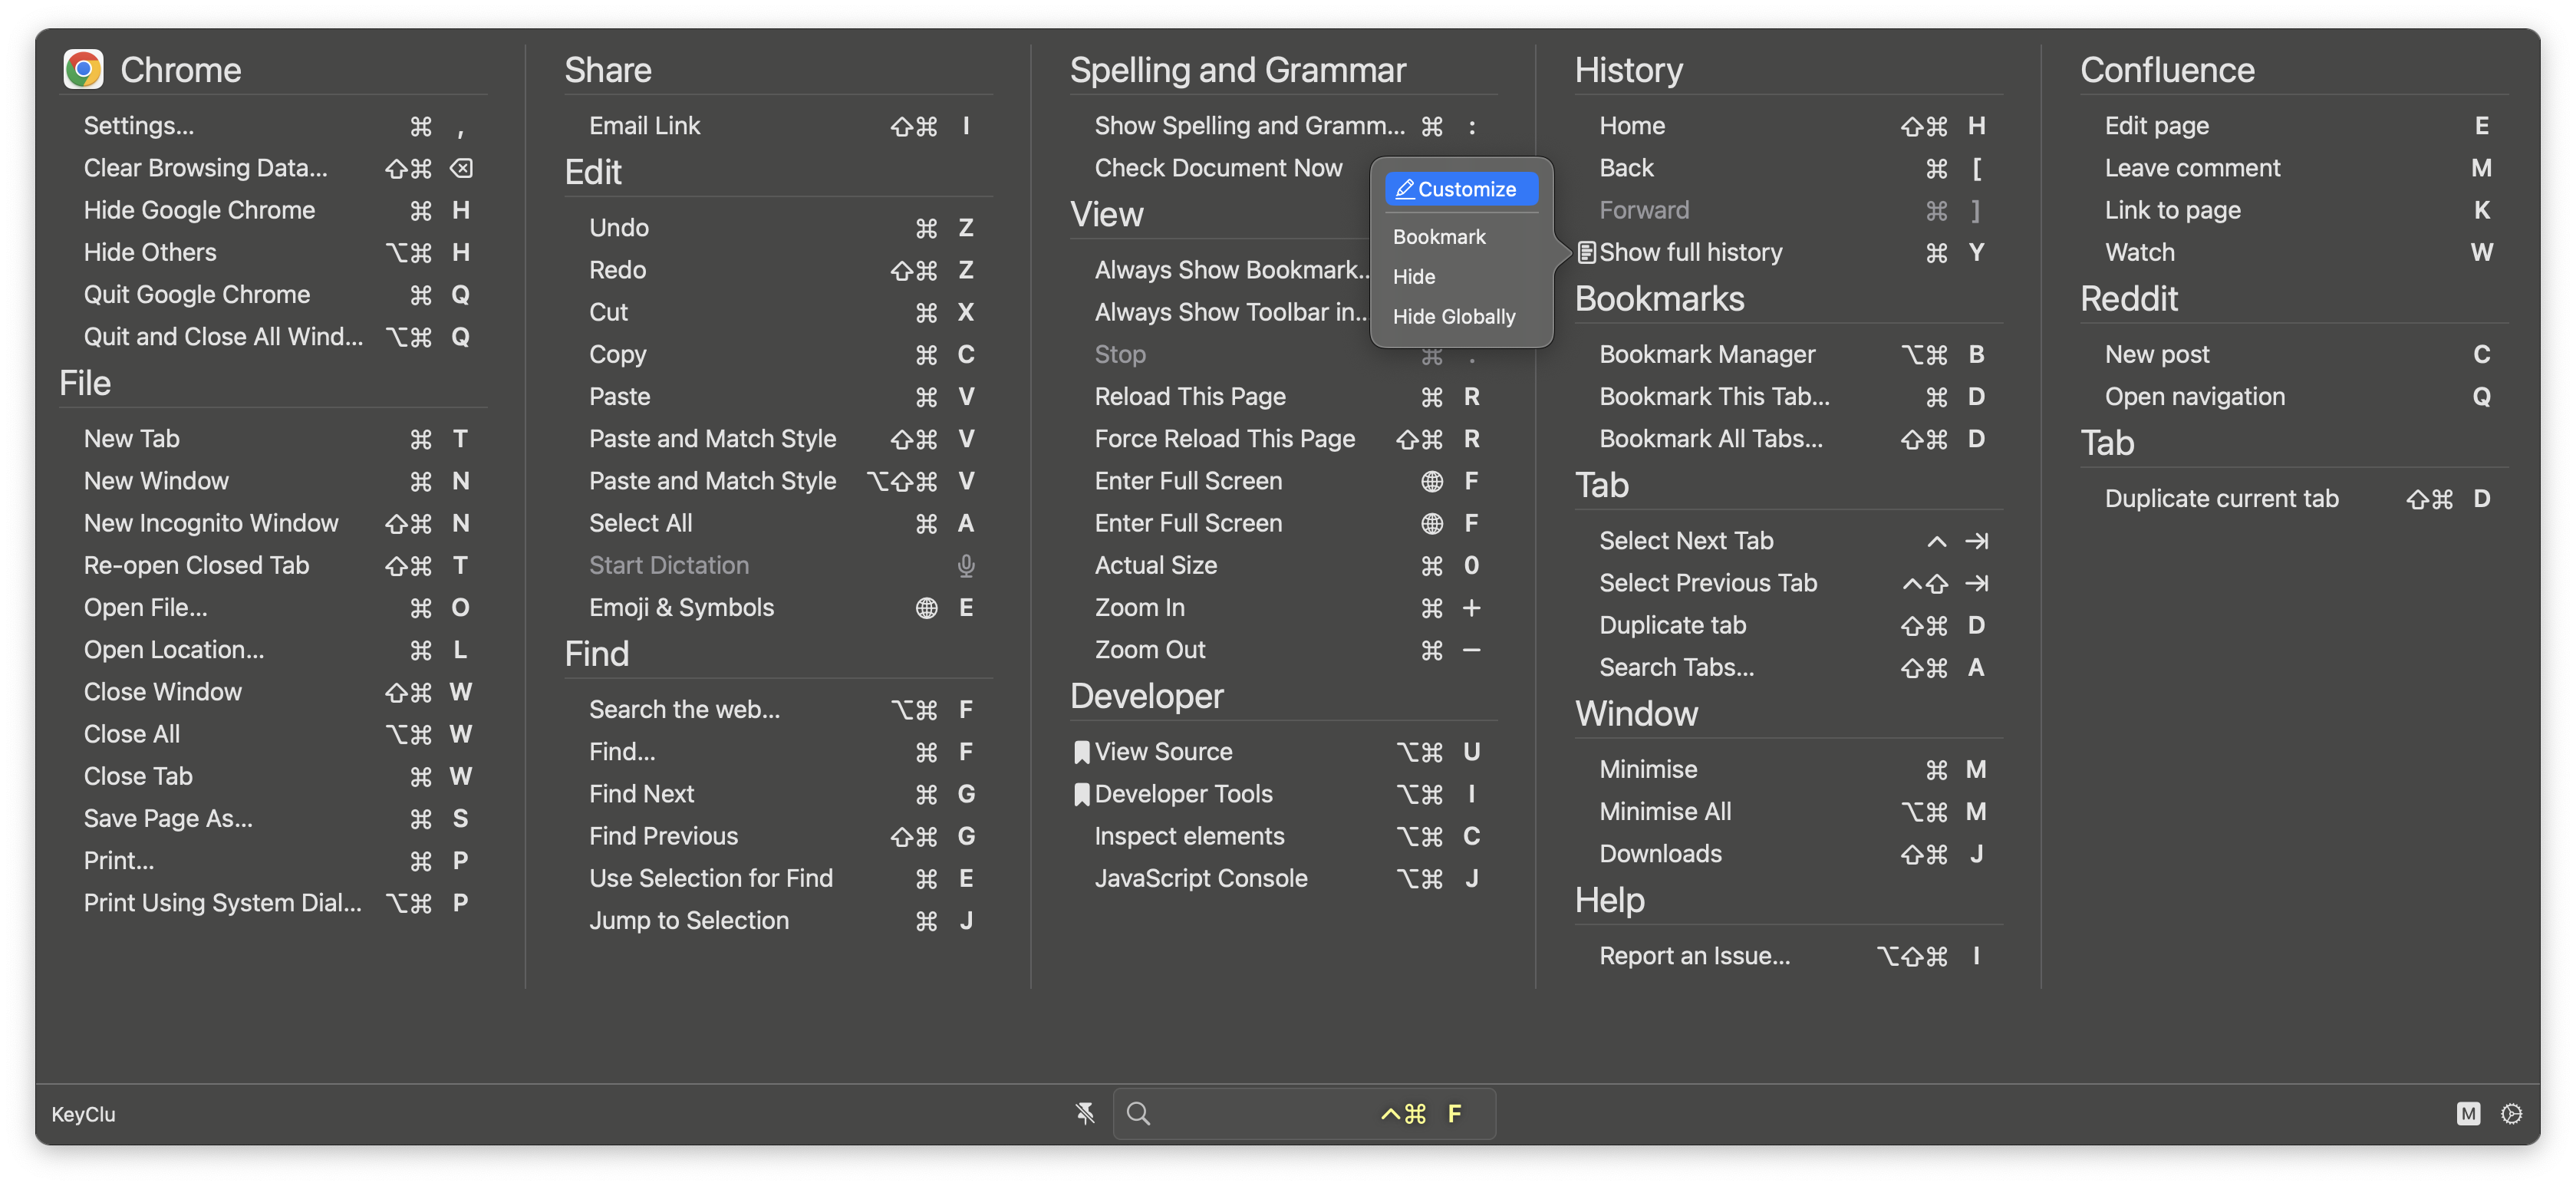 Chrome
Settings... ⌘ ,
Clear Browsing Data... ⇧⌘ ⌫
Hide Google Chrome ⌘ H
Hide Others ⌥⌘ H
Quit Google Chrome ⌘ Q
Quit and Close All Wind... ⌥⌘ Q
File
New Tab ⌘ T
New Window ⌘ N
New Incognito Window ⇧⌘ N
Re-open Closed Tab ⇧⌘ T
Open File... ⌘ O
Open Location... ⌘ L
Close Window ⇧⌘ W
Close All ⌥⌘ W
Close Tab ⌘ W
Save Page As... ⌘ S
Print... ⌘ P
Print Using System Dial... ⌥⌘ P
Share
Email Link ⇧⌘ I
Edit
Undo ⌘ Z
Redo ⇧⌘ Z
Cut ⌘ X
Copy ⌘ C
Paste ⌘ V
Paste and Match Style ⇧⌘ V
Paste and Match Style ⌥⇧⌘ V
Select All ⌘ A
Start Dictation
Emoji & Symbols E
Find
Search the web... ⌥⌘ F
Find... ⌘ F
Find Next ⌘ G
Find Previous ⇧⌘ G
Use Selection for Find ⌘ E
Jump to Selection ⌘ J
Spelling and Grammar
Show Spelling and Gramm... ⌘ :
Check Document Now
View
Always Show Bookmark..
Always Show Toolbar in..
Stop ⌘ .
Reload This Page ⌘ R
Force Reload This Page ⇧⌘ R
Enter Full Screen F
Enter Full Screen F
Actual Size ⌘ 0
Zoom In ⌘ +
Zoom Out ⌘ −
Developer
View Source ⌥⌘ U
Developer Tools ⌥⌘ I
Inspect elements ⌥⌘ C
JavaScript Console ⌥⌘ J
Customize
Bookmark
Hide
Hide Globally
History
Home ⇧⌘ H
Back ⌘ [
Forward ⌘ ]
Show full history ⌘ Y
Bookmarks
Bookmark Manager ⌥⌘ B
Bookmark This Tab... ⌘ D
Bookmark All Tabs... ⇧⌘ D
Tab
Select Next Tab ^ ⇥
Select Previous Tab ^⇧ ⇥
Duplicate tab ⇧⌘ D
Search Tabs... ⇧⌘ A
Window
Minimise ⌘ M
Minimise All ⌥⌘ M
Downloads ⇧⌘ J
Help
Report an Issue... ⌥⇧⌘ I
Confluence
Edit page E
Leave comment M
Link to page K
Watch W
Reddit
New post C
Open navigation Q
Tab
Duplicate current tab ⇧⌘ D
KeyClu
^⌘ F
M